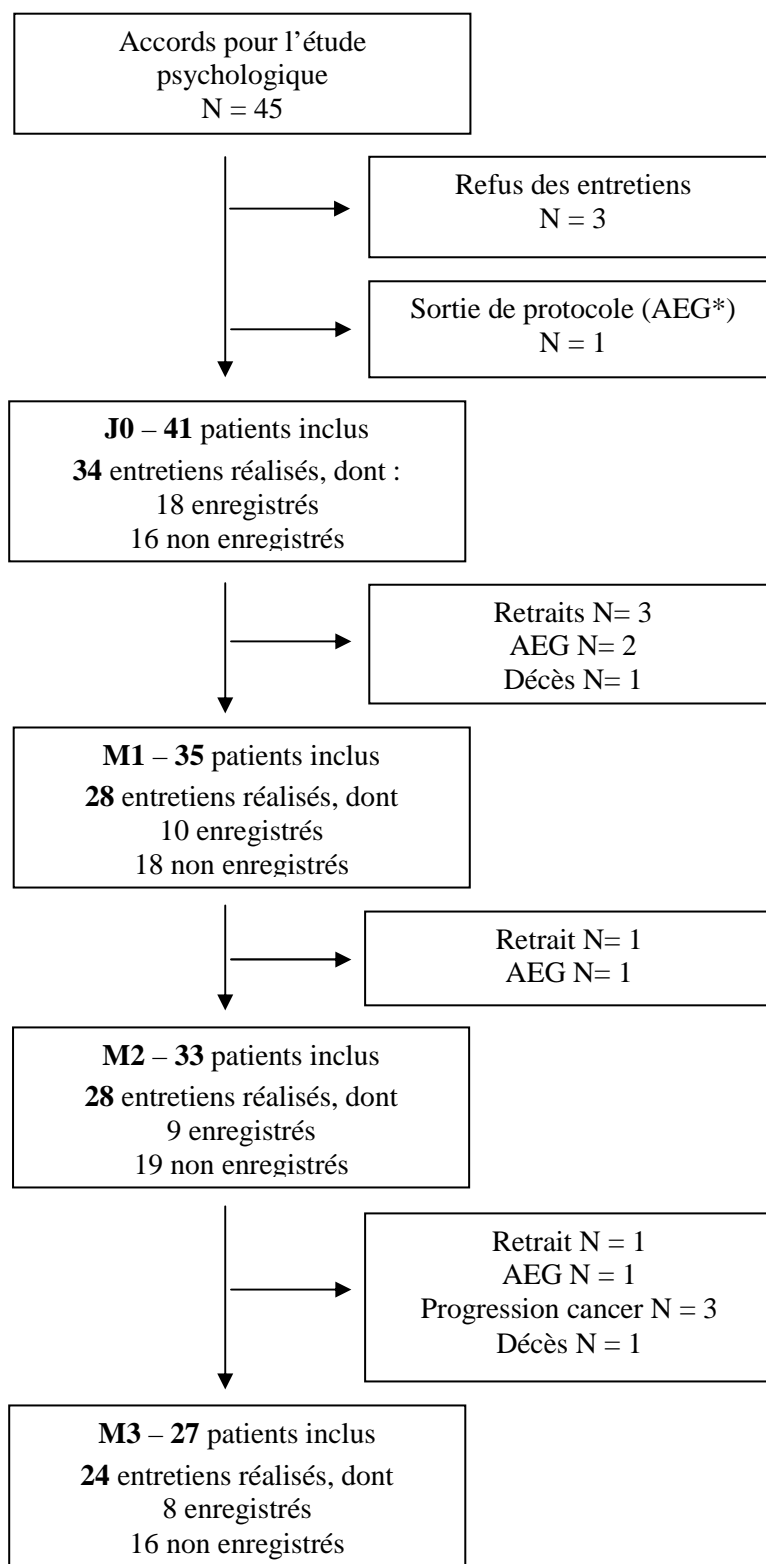 Accords pour l'étude
psychologique
N = 45
Refus des entretiens
N = 3
Sortie de protocole (AEG*)
N = 1
J0 – 41 patients inclus
34 entretiens réalisés, dont :
18 enregistrés
16 non enregistrés
Retraits N= 3
AEG N= 2
Décès N= 1
M1 – 35 patients inclus
28 entretiens réalisés, dont
10 enregistrés
18 non enregistrés
Retrait N= 1
AEG N= 1
M2 – 33 patients inclus
28 entretiens réalisés, dont
9 enregistrés
19 non enregistrés
Retrait N = 1
AEG N = 1
Progression cancer N = 3
Décès N = 1
M3 – 27 patients inclus
24 entretiens réalisés, dont
8 enregistrés
16 non enregistrés